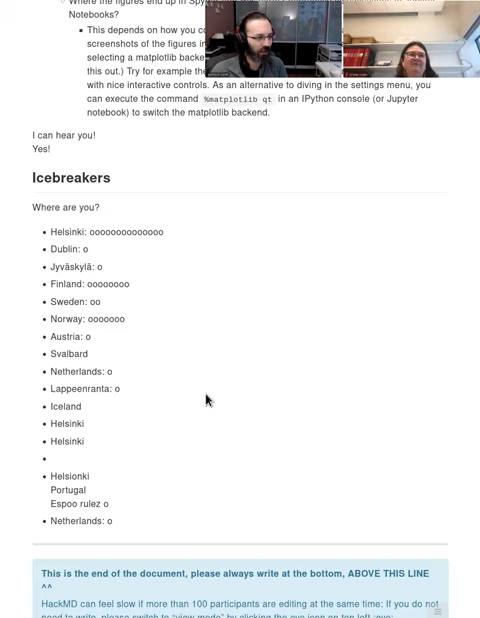 Where the figures end up in Spy
Notebooks?
This depends on how you co
screenshots of the figures in
selecting a matplotlib backe
this out.) Try for example the
with nice interactive controls. As an alternative to diving in the settings menu, you
can execute the command %matplotlib qt in an IPython console (or Jupyter
notebook) to switch the matplotlib backend.
I can hear you!
Yes!
Icebreakers
Where are you?
Helsinki: oooooooooooooo
Dublin: o
Jyväskylä: o
Finland: oooooooo
Sweden: oo
Norway: ooooooo
Austria: o
Svalbard
Netherlands: o
Lappeenranta: o
Iceland
Helsinki
Helsinki
Helsionki
Portugal
Espoo rulez o
Netherlands: o
This is the end of the document, please always write at the bottom, ABOVE THIS LINE
^^
HackMD can feel slow if more than 100 participants are editing at the same time: If you do not
need to write, please switch to "view mode" by clicking the eye icon on top left :eye: